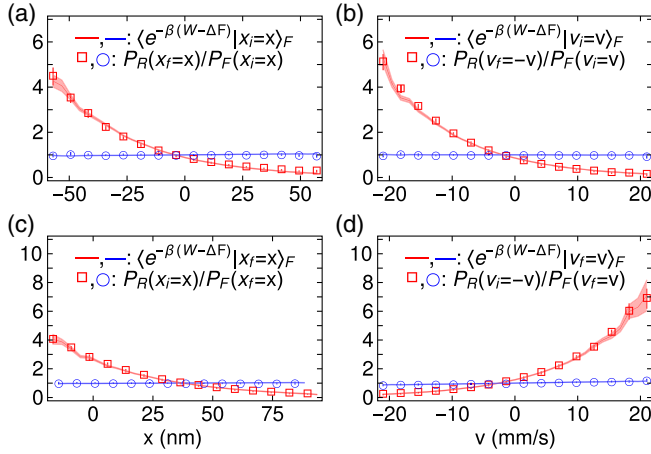 (a)
—, —: ⟨e^{−β(W−ΔF)}|x_i=x⟩_F
□, ○: P_R(x_f=x)/P_F(x_i=x)
6
4
2
0
−50 −25 0 25 50
(b)
—, —: ⟨e^{−β(W−ΔF)}|v_i=v⟩_F
□, ○: P_R(v_f=−v)/P_F(v_i=v)
6
4
2
0
−20 −10 0 10 20
(c)
—, —: ⟨e^{−β(W−ΔF)}|x_f=x⟩_F
□, ○: P_R(x_i=x)/P_F(x_f=x)
10
8
6
4
2
0
0 25 50 75
x (nm)
(d)
—, —: ⟨e^{−β(W−ΔF)}|v_f=v⟩_F
□, ○: P_R(v_i=−v)/P_F(v_f=v)
10
8
6
4
2
0
−20 −10 0 10 20
v (mm/s)